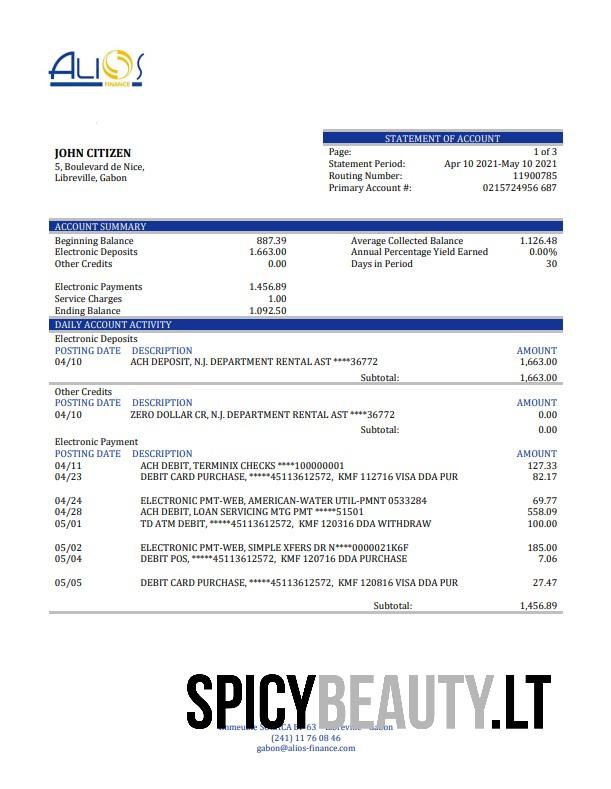 ALIOS
FINANCE
STATEMENT OF ACCOUNT
JOHN CITIZEN
5, Boulevard de Nice,
Libreville, Gabon
Page: 1 of 3
Statement Period: Apr 10 2021-May 10 2021
Routing Number: 11900785
Primary Account #: 0215724956 687
ACCOUNT SUMMARY
Beginning Balance 887.39 Average Collected Balance 1.126.48
Electronic Deposits 1.663.00 Annual Percentage Yield Earned 0.00%
Other Credits 0.00 Days in Period 30
Electronic Payments 1.456.89
Service Charges 1.00
Ending Balance 1.092.50
DAILY ACCOUNT ACTIVITY
Electronic Deposits
POSTING DATE DESCRIPTION AMOUNT
04/10 ACH DEPOSIT, N.J. DEPARTMENT RENTAL AST ****36772 1,663.00
Subtotal: 1,663.00
Other Credits
POSTING DATE DESCRIPTION AMOUNT
04/10 ZERO DOLLAR CR, N.J. DEPARTMENT RENTAL AST ****36772 0.00
Subtotal: 0.00
Electronic Payment
POSTING DATE DESCRIPTION AMOUNT
04/11 ACH DEBIT, TERMINIX CHECKS ****100000001 127.33
04/23 DEBIT CARD PURCHASE, *****45113612572, KMF 112716 VISA DDA PUR 82.17
04/24 ELECTRONIC PMT-WEB, AMERICAN-WATER UTIL-PMNT 0533284 69.77
04/28 ACH DEBIT, LOAN SERVICING MTG PMT *****51501 558.09
05/01 TD ATM DEBIT, *****45113612572, KMF 120316 DDA WITHDRAW 100.00
05/02 ELECTRONIC PMT-WEB, SIMPLE XFERS DR N****0000021K6F 185.00
05/04 DEBIT POS, *****45113612572, KMF 120716 DDA PURCHASE 7.06
05/05 DEBIT CARD PURCHASE, *****45113612572, KMF 120816 VISA DDA PUR 27.47
Subtotal: 1,456.89
SPICYBEAUTY.LT
63 Libreville - Gabon
(241) 11 76 08 46
gabon@alios-finance.com